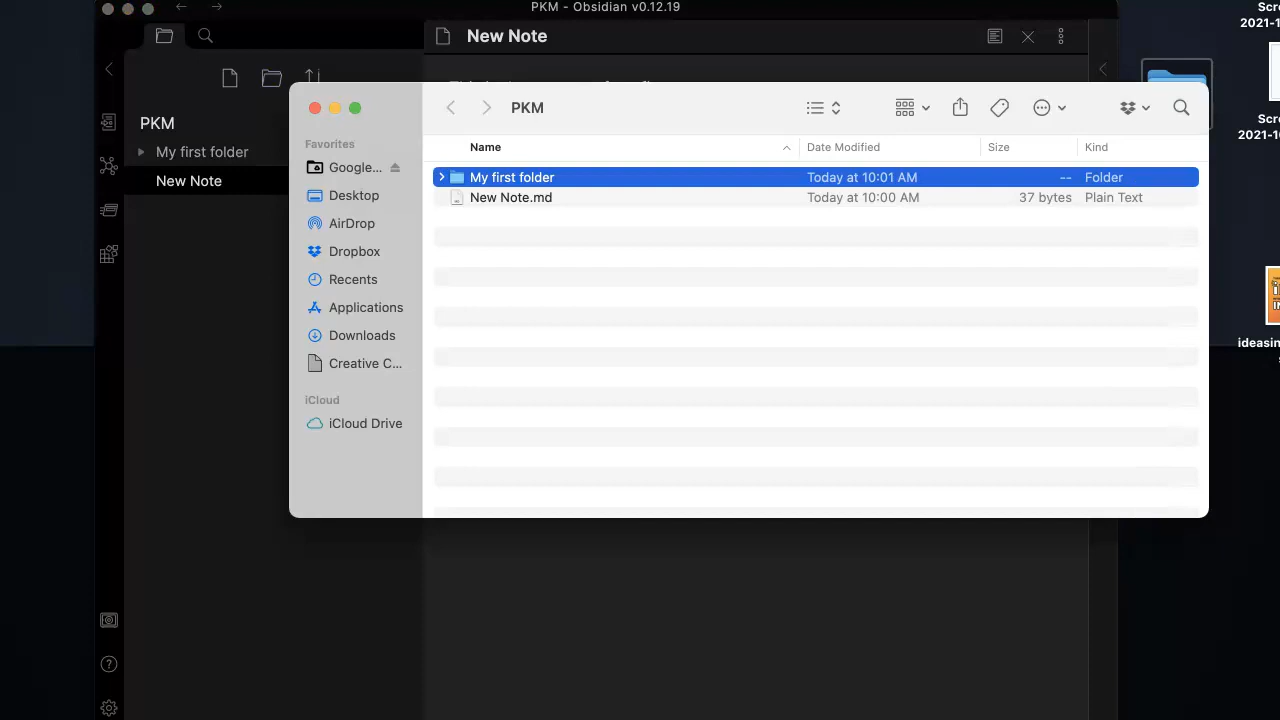 PKM - Obsidian v0.12.19
Scre
2021-1
New Note
PKM
My first folder
New Note
PKM
Favorites
Google...
Desktop
AirDrop
Dropbox
Recents
Applications
Downloads
Creative C...
iCloud
iCloud Drive
Name
Date Modified
Size
Kind
My first folder
Today at 10:01 AM
--
Folder
New Note.md
Today at 10:00 AM
37 bytes
Plain Text
Scre
2021-10
ideasin